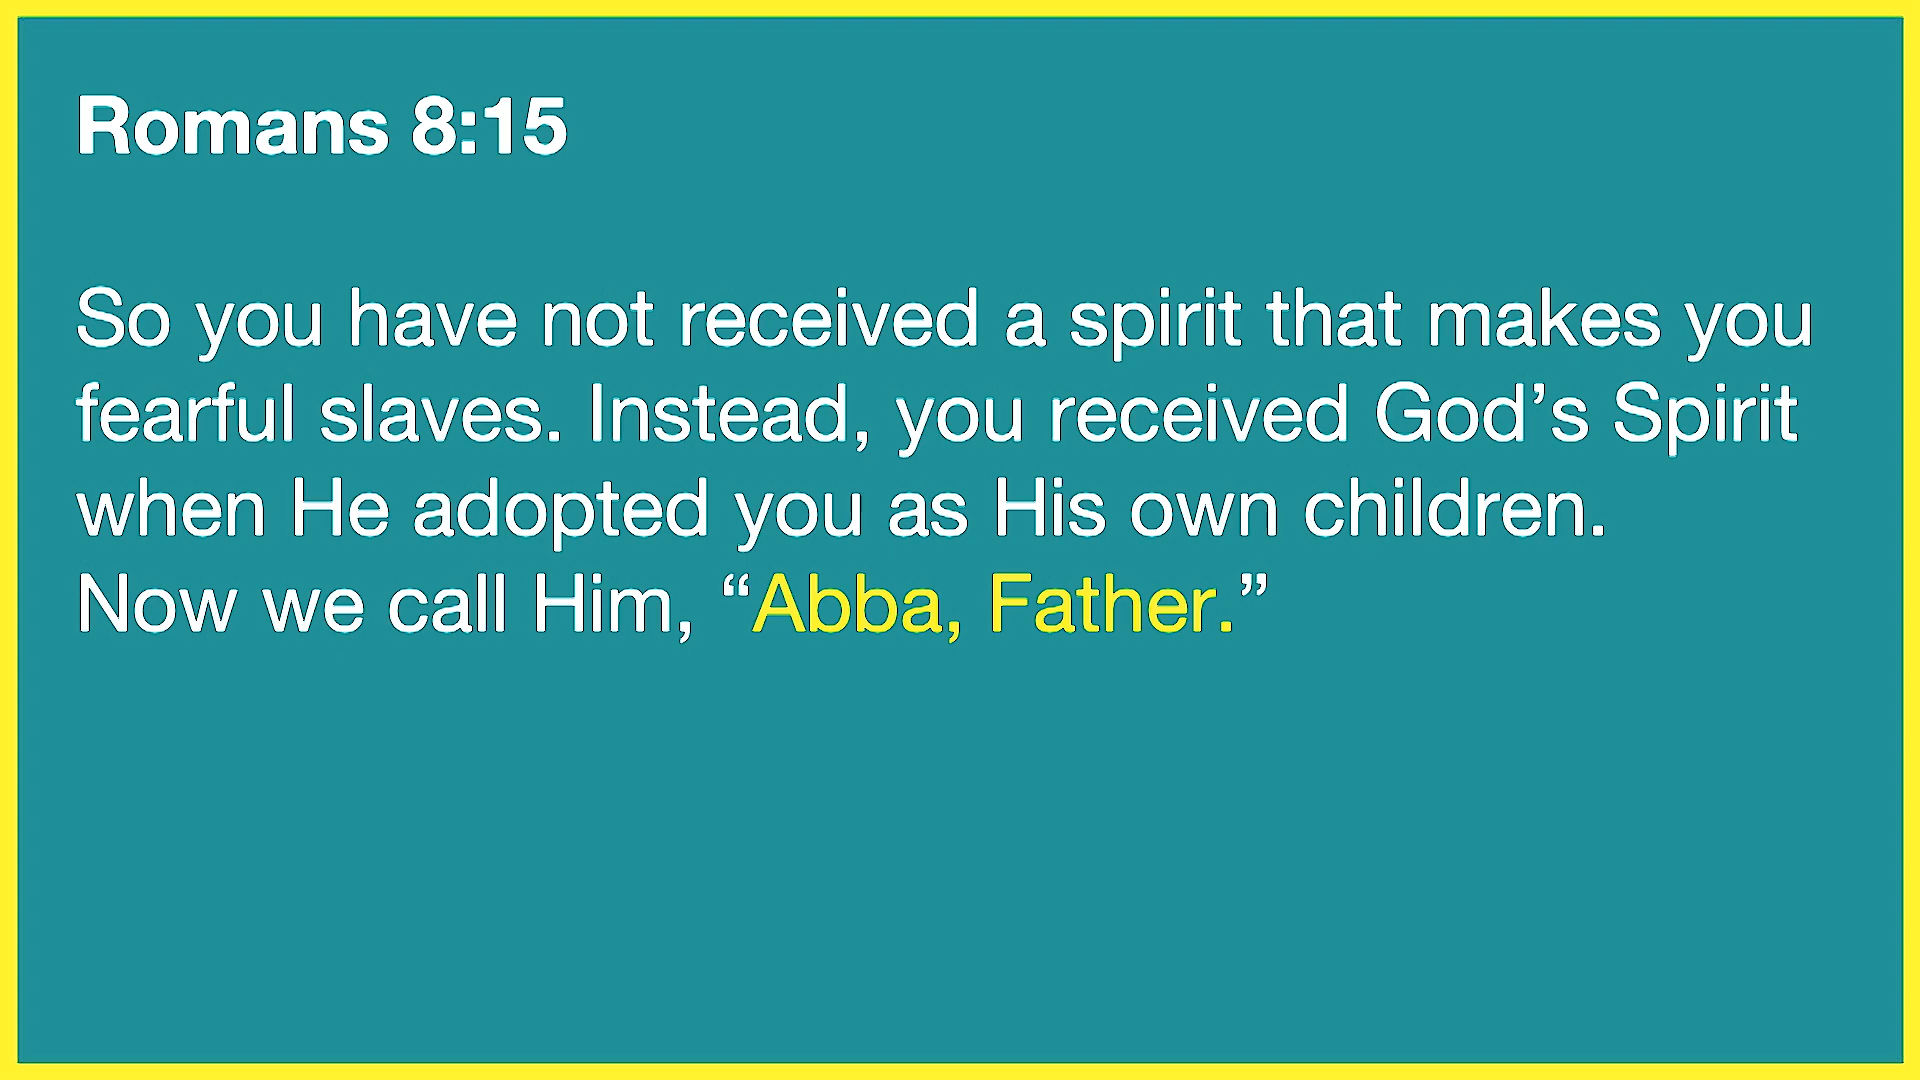 Romans 8:15
So you have not received a spirit that makes you
fearful slaves. Instead, you received God’s Spirit
when He adopted you as His own children.
Now we call Him, “Abba, Father.”